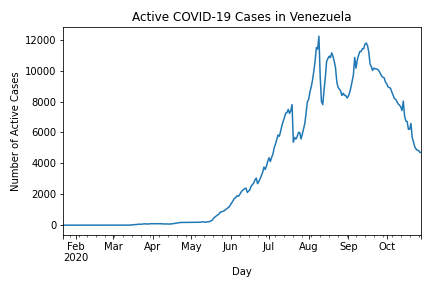 Active COVID-19 Cases in Venezuela
12000
10000
8000
6000
4000
2000
0
Number of Active Cases
Feb Mar Apr May Jun Jul Aug Sep Oct
2020
Day